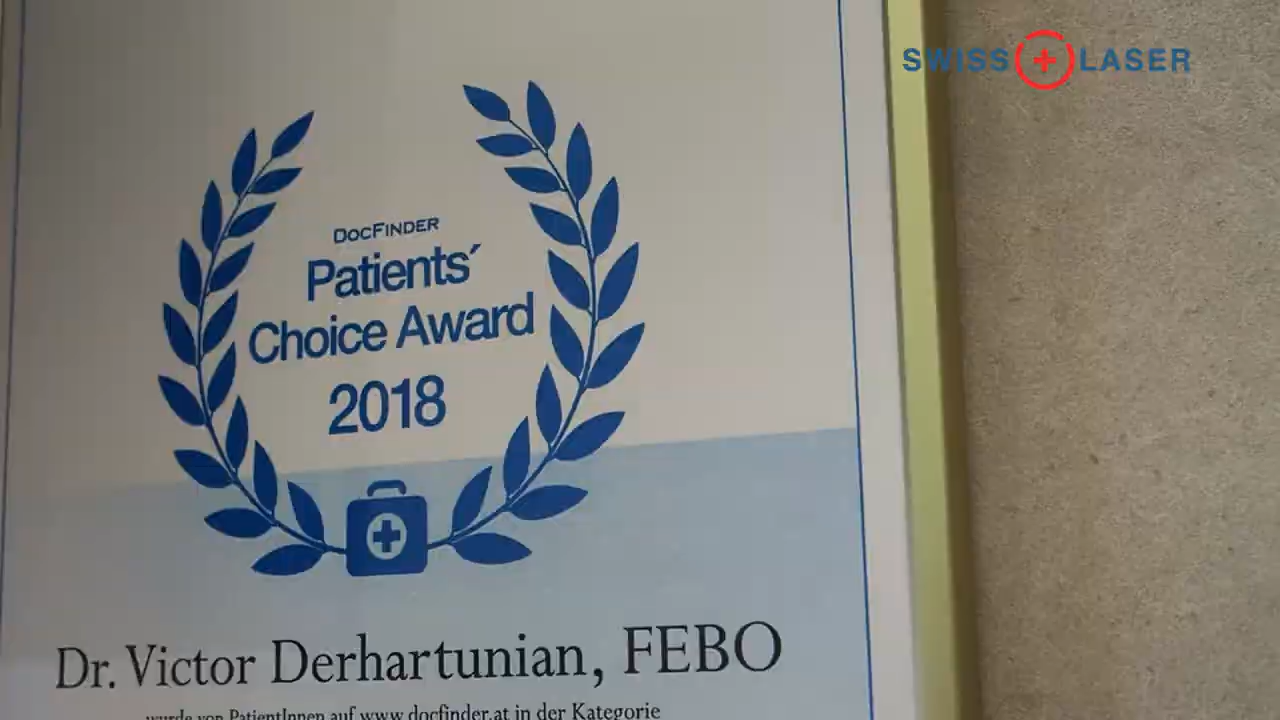 SWISS LASER
DOCFINDER
Patients´
Choice Award
2018
Dr. Victor Derhartunian, FEBO
wurde von PatientInnen auf www.docfinder.at in der Kategorie